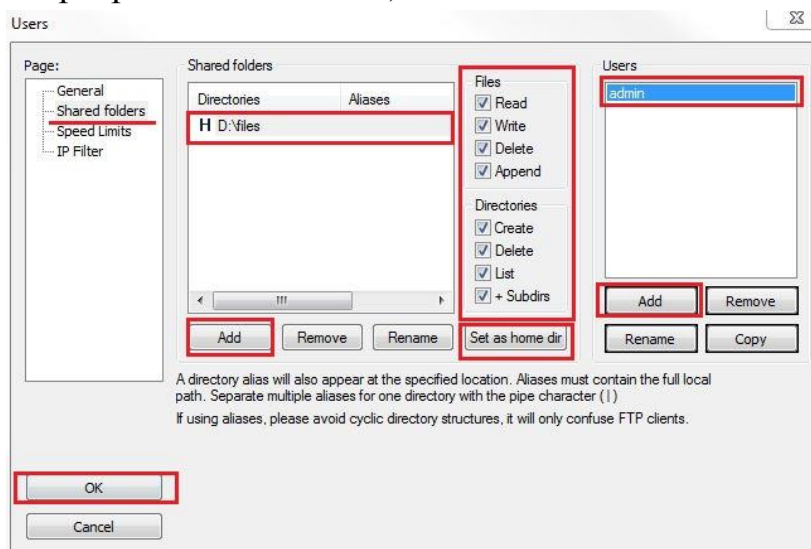 Users
Page:
General
Shared folders
Speed Limits
IP Filter
Shared folders
Directories Aliases
H D:\files
Files
Read
Write
Delete
Append
Directories
Create
Delete
List
+ Subdirs
Add Remove Rename Set as home dir
Users
admin
Add Remove
Rename Copy
A directory alias will also appear at the specified location. Aliases must contain the full local
path. Separate multiple aliases for one directory with the pipe character (|)
If using aliases, please avoid cyclic directory structures, it will only confuse FTP clients.
OK
Cancel